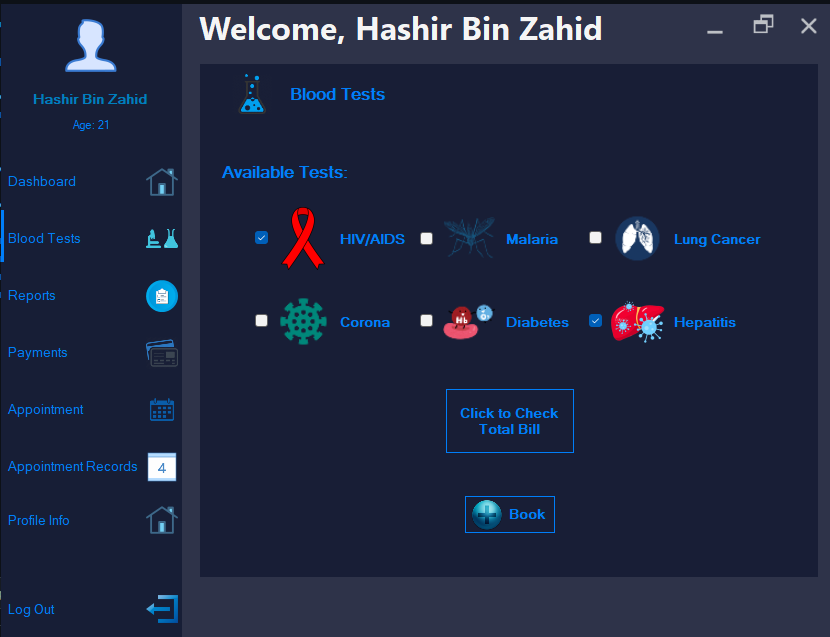 Welcome, Hashir Bin Zahid
Hashir Bin Zahid
Age: 21
Dashboard
Blood Tests
Reports
Payments
Appointment
Appointment Records
4
Profile Info
Log Out
Blood Tests
Available Tests:
HIV/AIDS
Malaria
Lung Cancer
Corona
Hb
Diabetes
Hepatitis
Click to Check
Total Bill
Book